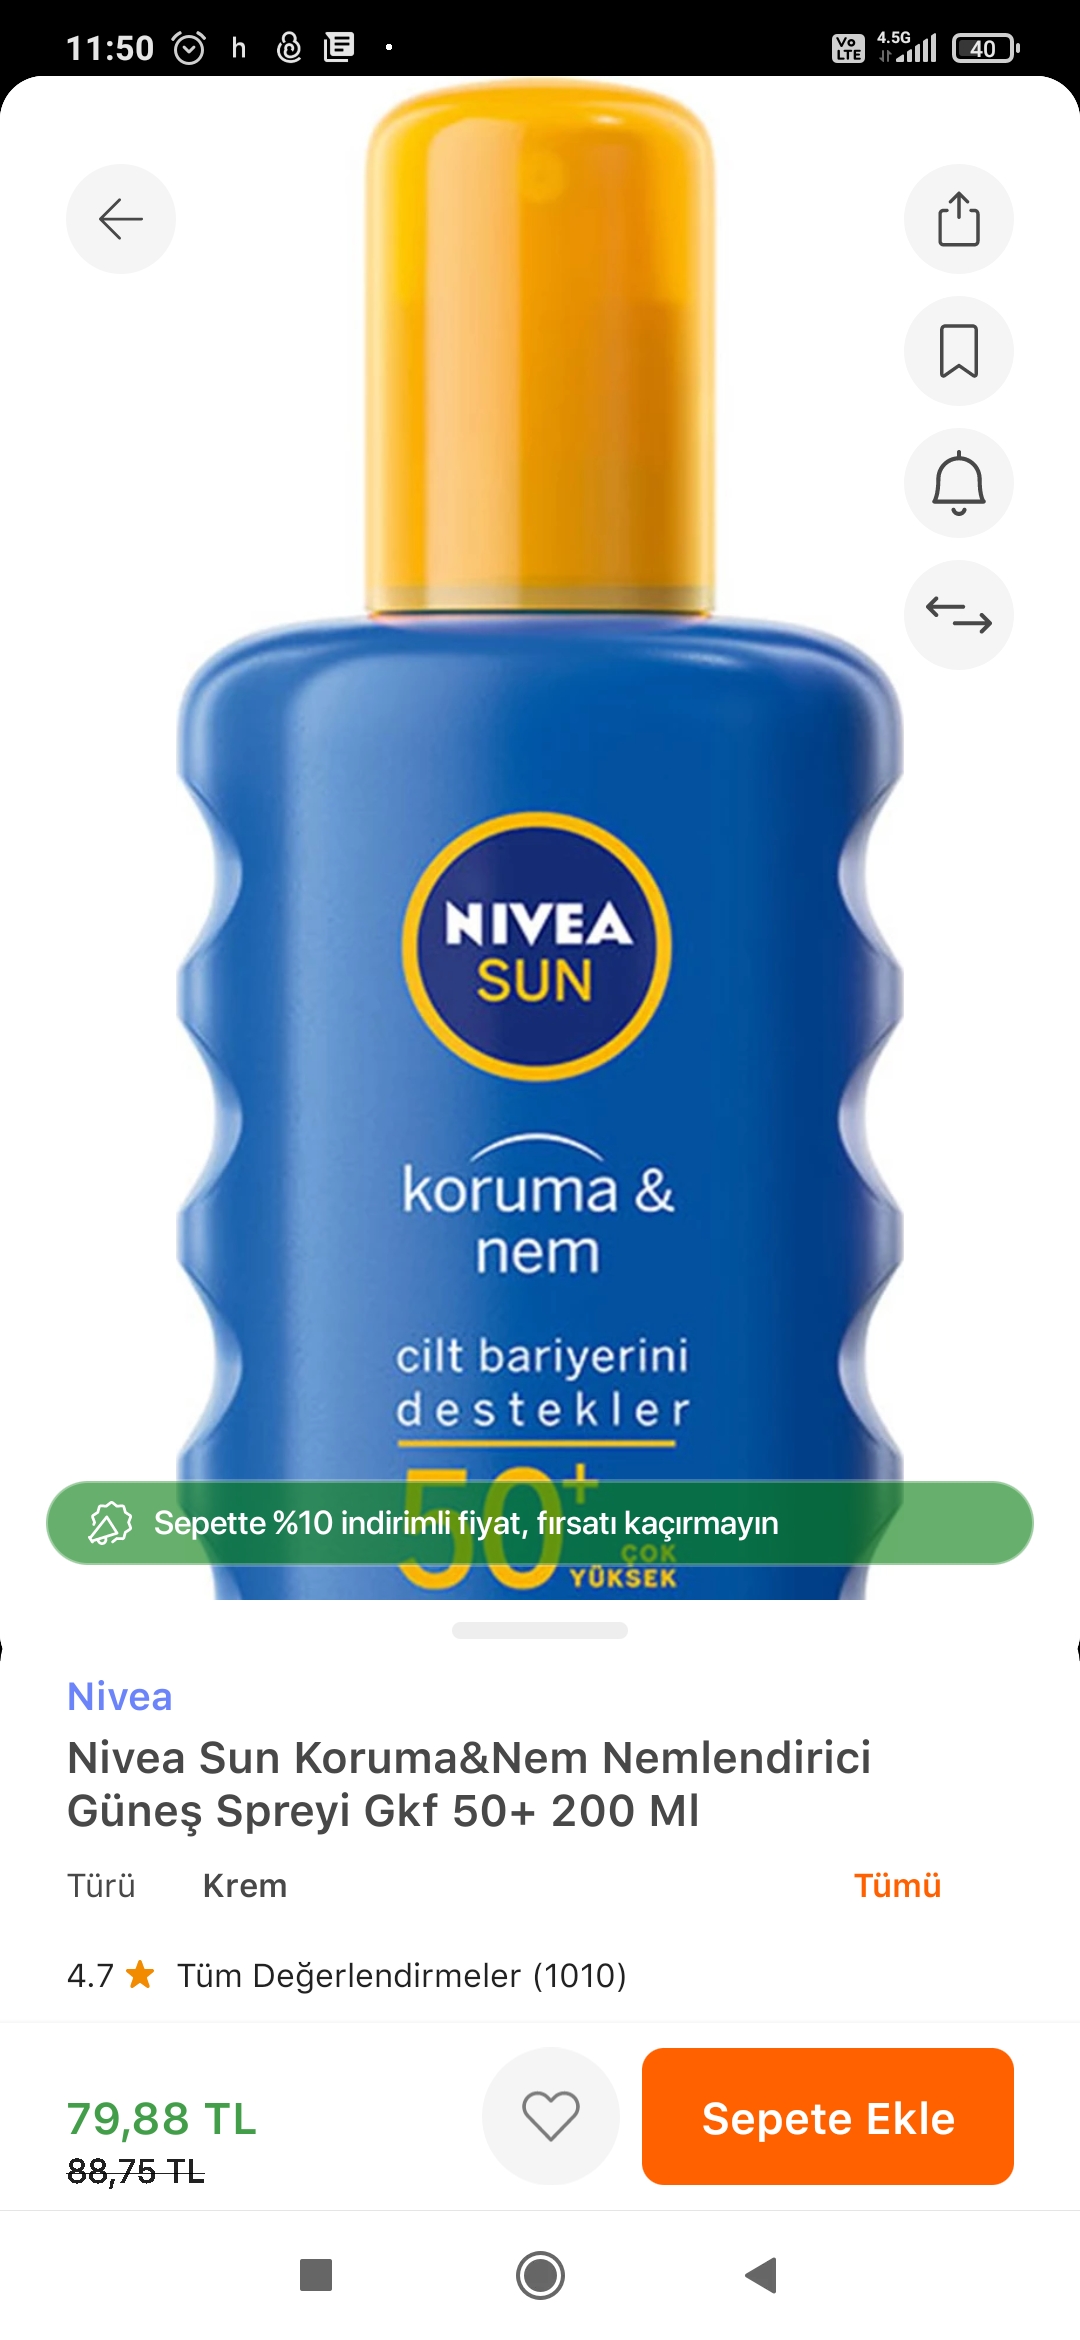 11:50 h
Vo LTE 4.5G 40
NIVEA
SUN
koruma &
nem
cilt bariyerini
destekler
50+
ÇOK
YÜKSEK
Sepette %10 indirimli fiyat, fırsatı kaçırmayın
Nivea
Nivea Sun Koruma&Nem Nemlendirici
Güneş Spreyi Gkf 50+ 200 Ml
Türü Krem Tümü
4.7 Tüm Değerlendirmeler (1010)
79,88 TL
88,75 TL
Sepete Ekle